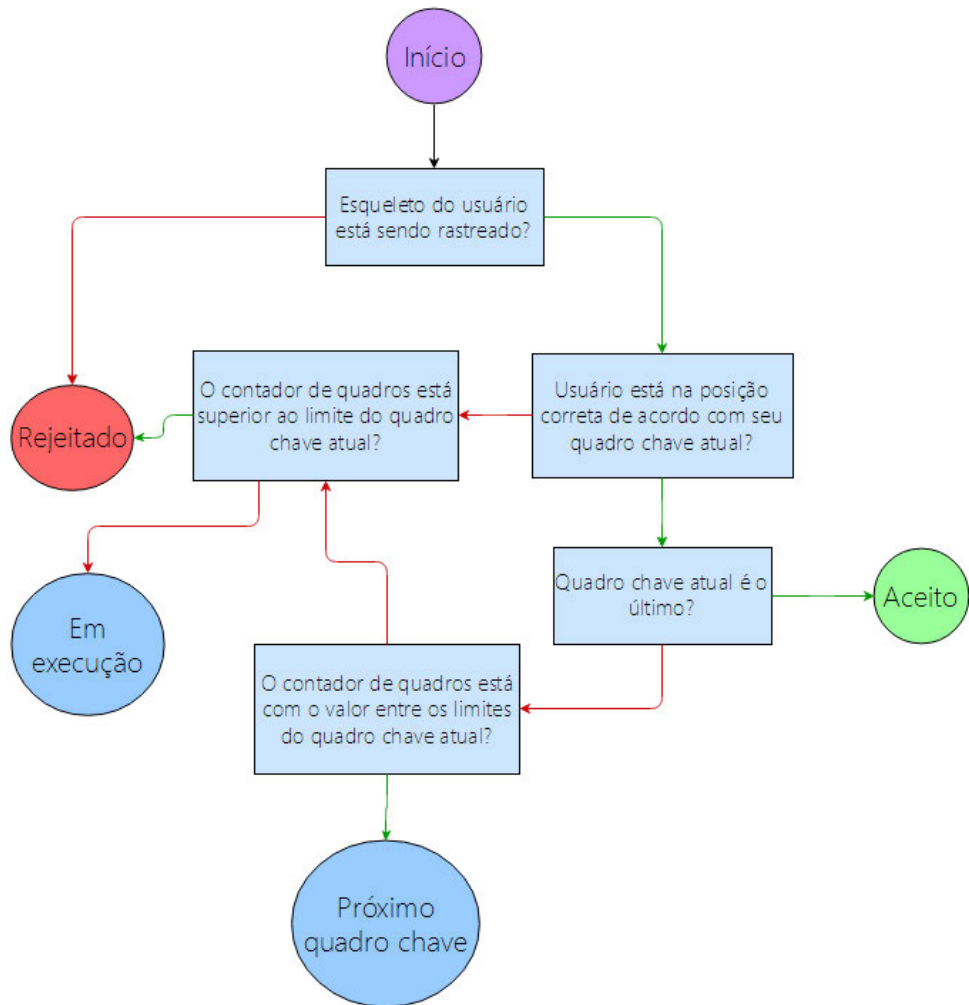 Início
Esqueleto do usuário
está sendo rastreado?
O contador de quadros está
superior ao limite do quadro
chave atual?
Usuário está na posição
correta de acordo com seu
quadro chave atual?
Rejeitado
Quadro chave atual é o
último?
Aceito
Em
execução
O contador de quadros está
com o valor entre os limites
do quadro chave atual?
Próximo
quadro chave